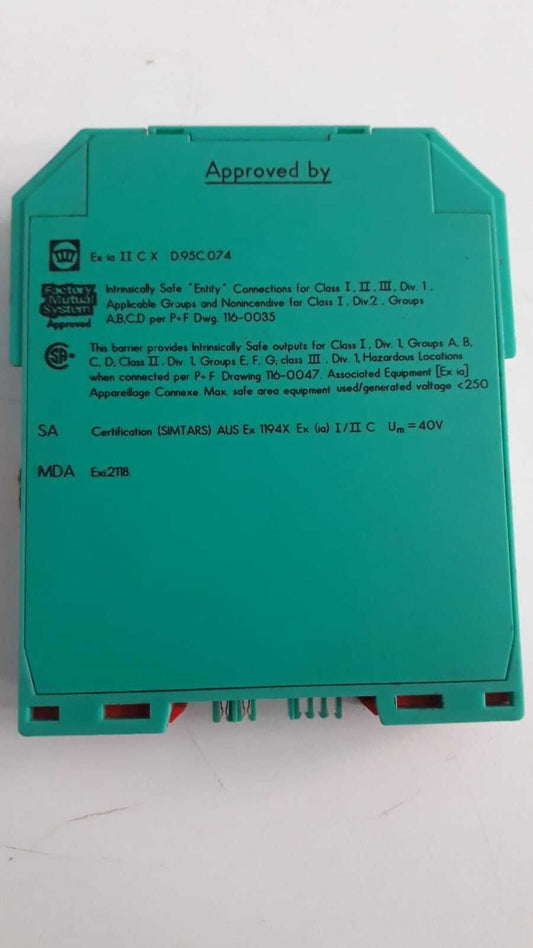 Approved by
Ex ia II C X D.95C.074
Factory Mutual System Approved
Intrinsically Safe "Entity" Connections for Class I, II, III, Div. 1,
Applicable Groups and Nonincendive for Class I, Div.2, Groups
A,B,C,D per P+F Dwg. 116-0035
SA
This barrier provides Intrinsically Safe outputs for Class I, Div. 1, Groups A, B,
C, D, Class II, Div. 1, Groups E, F, G; class III, Div. 1, Hazardous Locations
when connected per P+F Drawing 116-0047. Associated Equipment [Ex ia]
Appareillage Connexe. Max. safe area equipment used/generated voltage <250
SA Certification (SIMTARS) AUS Ex 1194X Ex (ia) I/II C Um = 40V
MDA Exi.2118.